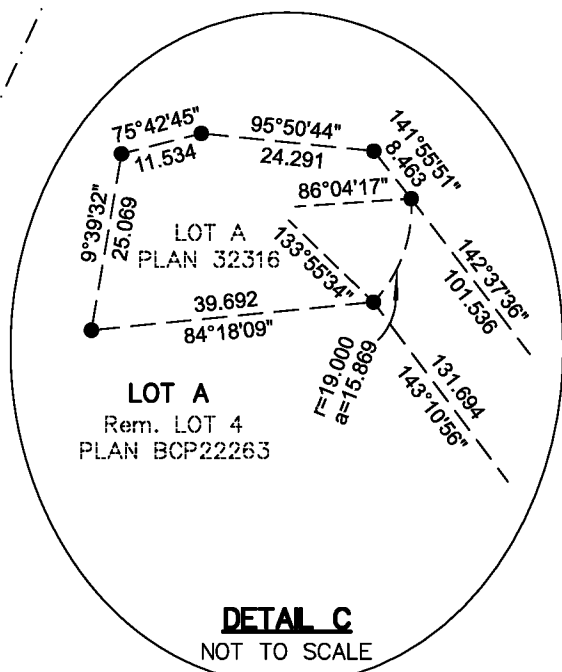 75°42'45"
11.534
95°50'44"
24.291
141°55'51"
8.463
86°04'17"
9°39'32"
25.069
LOT A
PLAN 32316
133°55'34"
142°37'36"
101.536
39.692
84°18'09"
r=19.000
a=15.869
131.694
143°10'56"
LOT A
Rem. LOT 4
PLAN BCP22263
DETAIL C
NOT TO SCALE